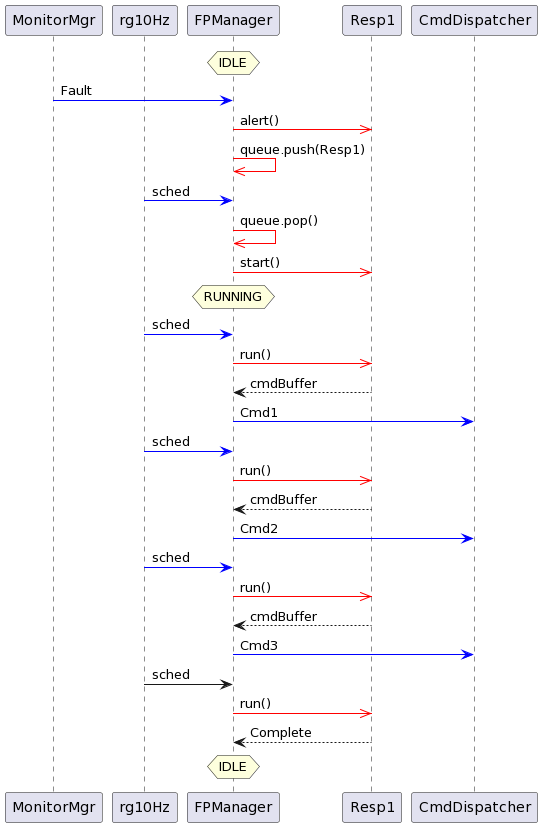 MonitorMgr rg10Hz FPManager Resp1 CmdDispatcher
IDLE
Fault
alert()
queue.push(Resp1)
sched
queue.pop()
start()
RUNNING
sched
run()
cmdBuffer
Cmd1
sched
run()
cmdBuffer
Cmd2
sched
run()
cmdBuffer
Cmd3
sched
run()
Complete
IDLE
MonitorMgr rg10Hz FPManager Resp1 CmdDispatcher